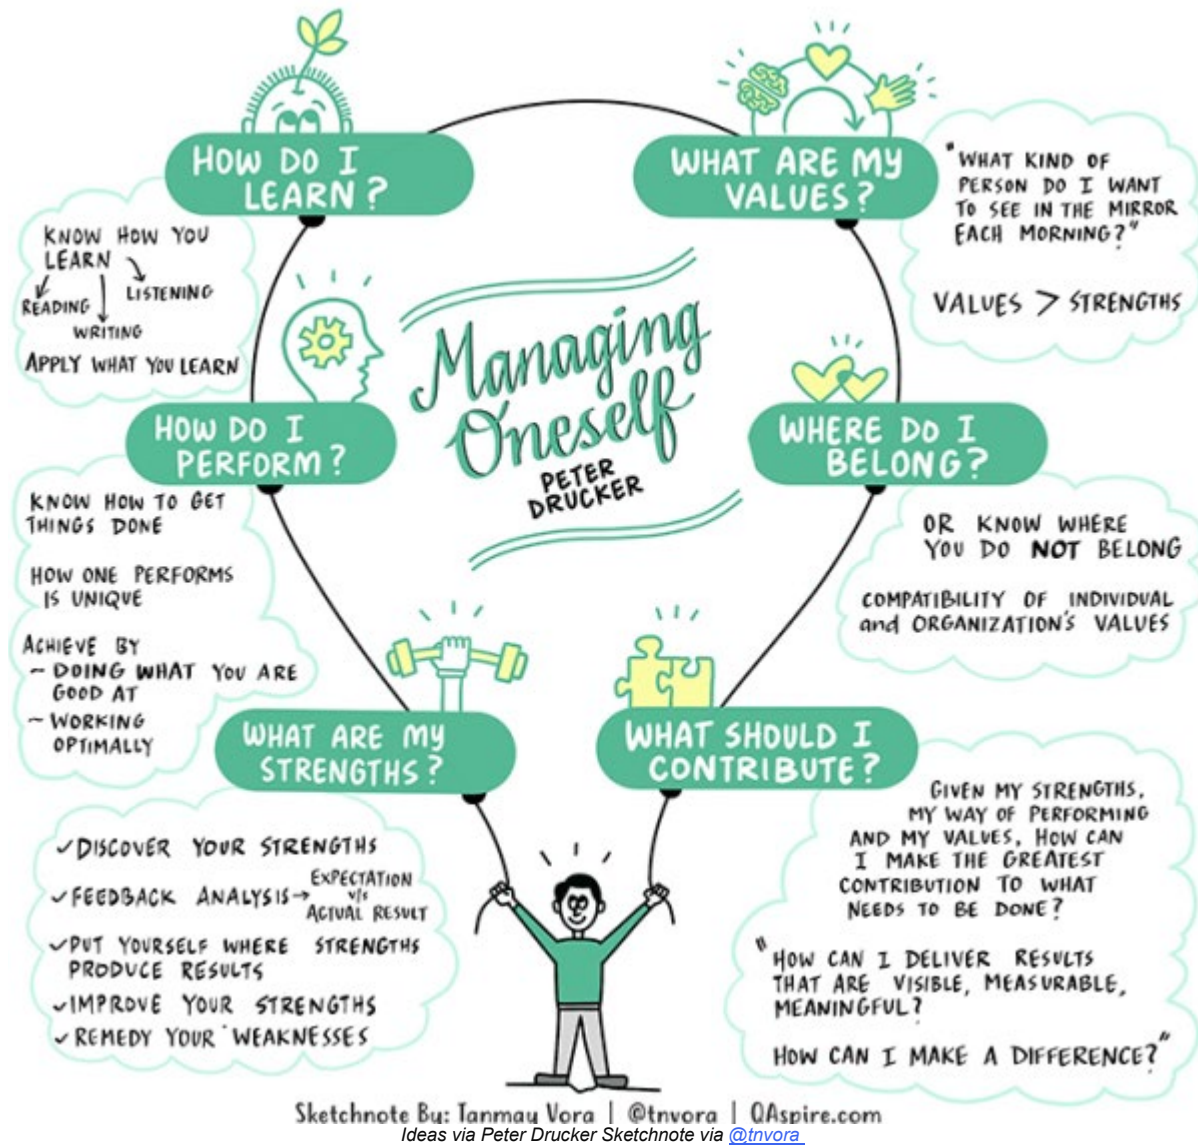 HOW DO I
LEARN?
KNOW HOW YOU
LEARN
READING
LISTENING
WRITING
APPLY WHAT YOU LEARN
WHAT ARE MY
VALUES?
"WHAT KIND OF
PERSON DO I WANT
TO SEE IN THE MIRROR
EACH MORNING?"
VALUES > STRENGTHS
Managing
Oneself
PETER
DRUCKER
HOW DO I
PERFORM?
KNOW HOW TO GET
THINGS DONE
HOW ONE PERFORMS
IS UNIQUE
ACHIEVE BY
~ DOING WHAT YOU ARE
GOOD AT
~ WORKING
OPTIMALLY
WHERE DO I
BELONG?
OR KNOW WHERE
YOU DO NOT BELONG
COMPATIBILITY OF INDIVIDUAL
and ORGANIZATION'S VALUES
WHAT ARE MY
STRENGTHS?
✓DISCOVER YOUR STRENGTHS
✓FEEDBACK ANALYSIS→ EXPECTATION
v/s
ACTUAL RESULT
✓PUT YOURSELF WHERE STRENGTHS
PRODUCE RESULTS
✓IMPROVE YOUR STRENGTHS
✓REMEDY YOUR WEAKNESSES
WHAT SHOULD I
CONTRIBUTE?
GIVEN MY STRENGTHS,
MY WAY OF PERFORMING
AND MY VALUES, HOW CAN
I MAKE THE GREATEST
CONTRIBUTION TO WHAT
NEEDS TO BE DONE?
"HOW CAN I DELIVER RESULTS
THAT ARE VISIBLE, MEASURABLE,
MEANINGFUL?
HOW CAN I MAKE A DIFFERENCE?"
Sketchnote By: Tanmay Vora | @tnvora | QAspire.com
Ideas via Peter Drucker Sketchnote via @tnvora